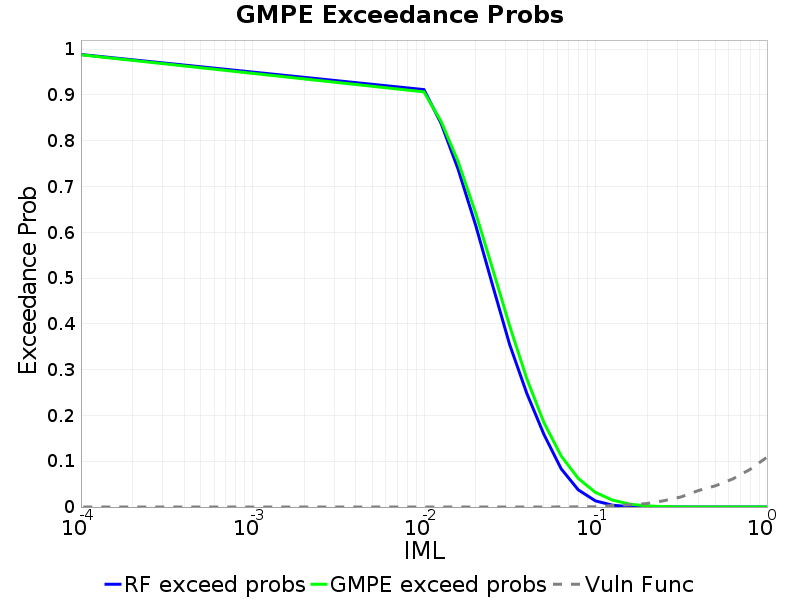 GMPE Exceedance Probs
Exceedance Prob
1
0.9
0.8
0.7
0.6
0.5
0.4
0.3
0.2
0.1
0
10^-4 10^-3 10^-2 10^-1 10^0
IML
RF exceed probs GMPE exceed probs Vuln Func